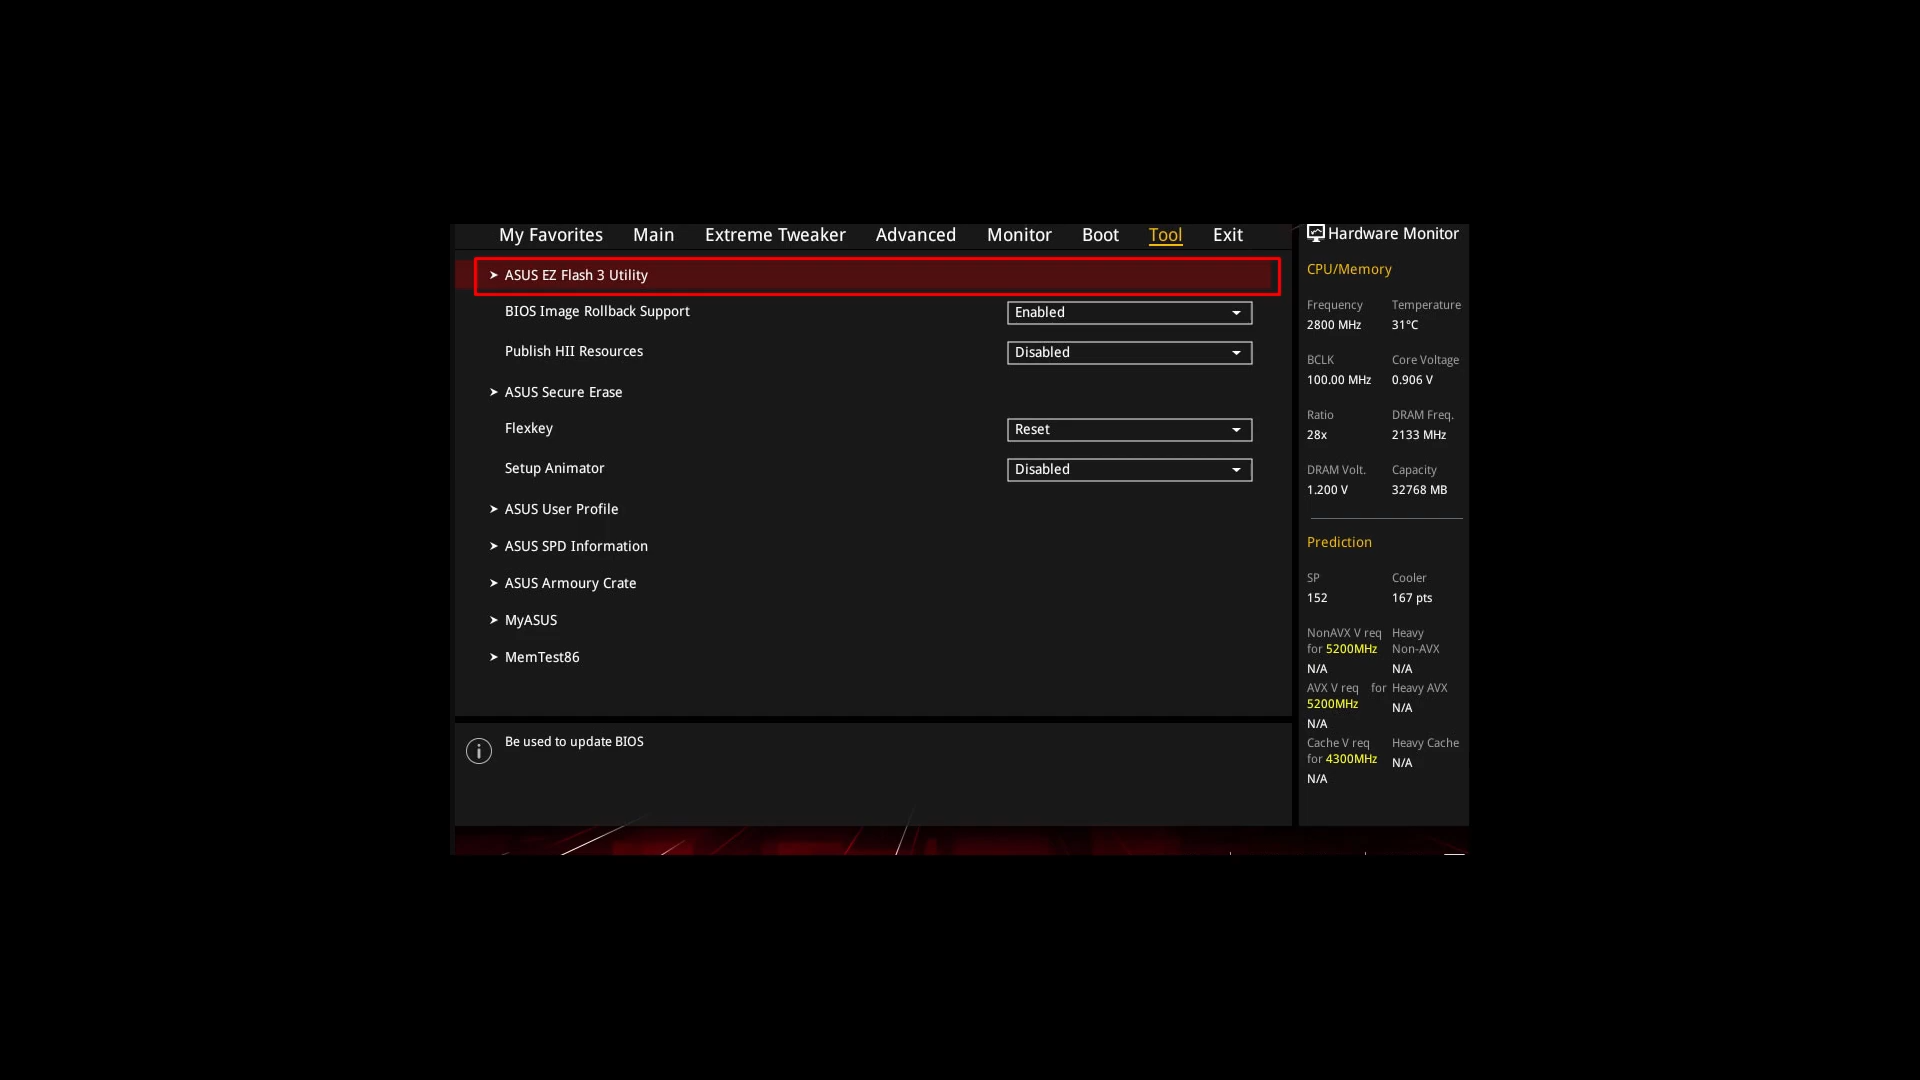 My Favorites Main Extreme Tweaker Advanced Monitor Boot Tool Exit
ASUS EZ Flash 3 Utility
BIOS Image Rollback Support Enabled
Publish HII Resources Disabled
ASUS Secure Erase
Flexkey Reset
Setup Animator Disabled
ASUS User Profile
ASUS SPD Information
ASUS Armoury Crate
MyASUS
MemTest86
Be used to update BIOS
Hardware Monitor
CPU/Memory
Frequency Temperature
2800 MHz 31°C
BCLK Core Voltage
100.00 MHz 0.906 V
Ratio DRAM Freq.
28x 2133 MHz
DRAM Volt. Capacity
1.200 V 32768 MB
Prediction
SP Cooler
152 167 pts
NonAVX V req Heavy
for 5200MHz Non-AVX
N/A N/A
AVX V req for Heavy AVX
5200MHz N/A
N/A
Cache V req Heavy Cache
for 4300MHz N/A
N/A